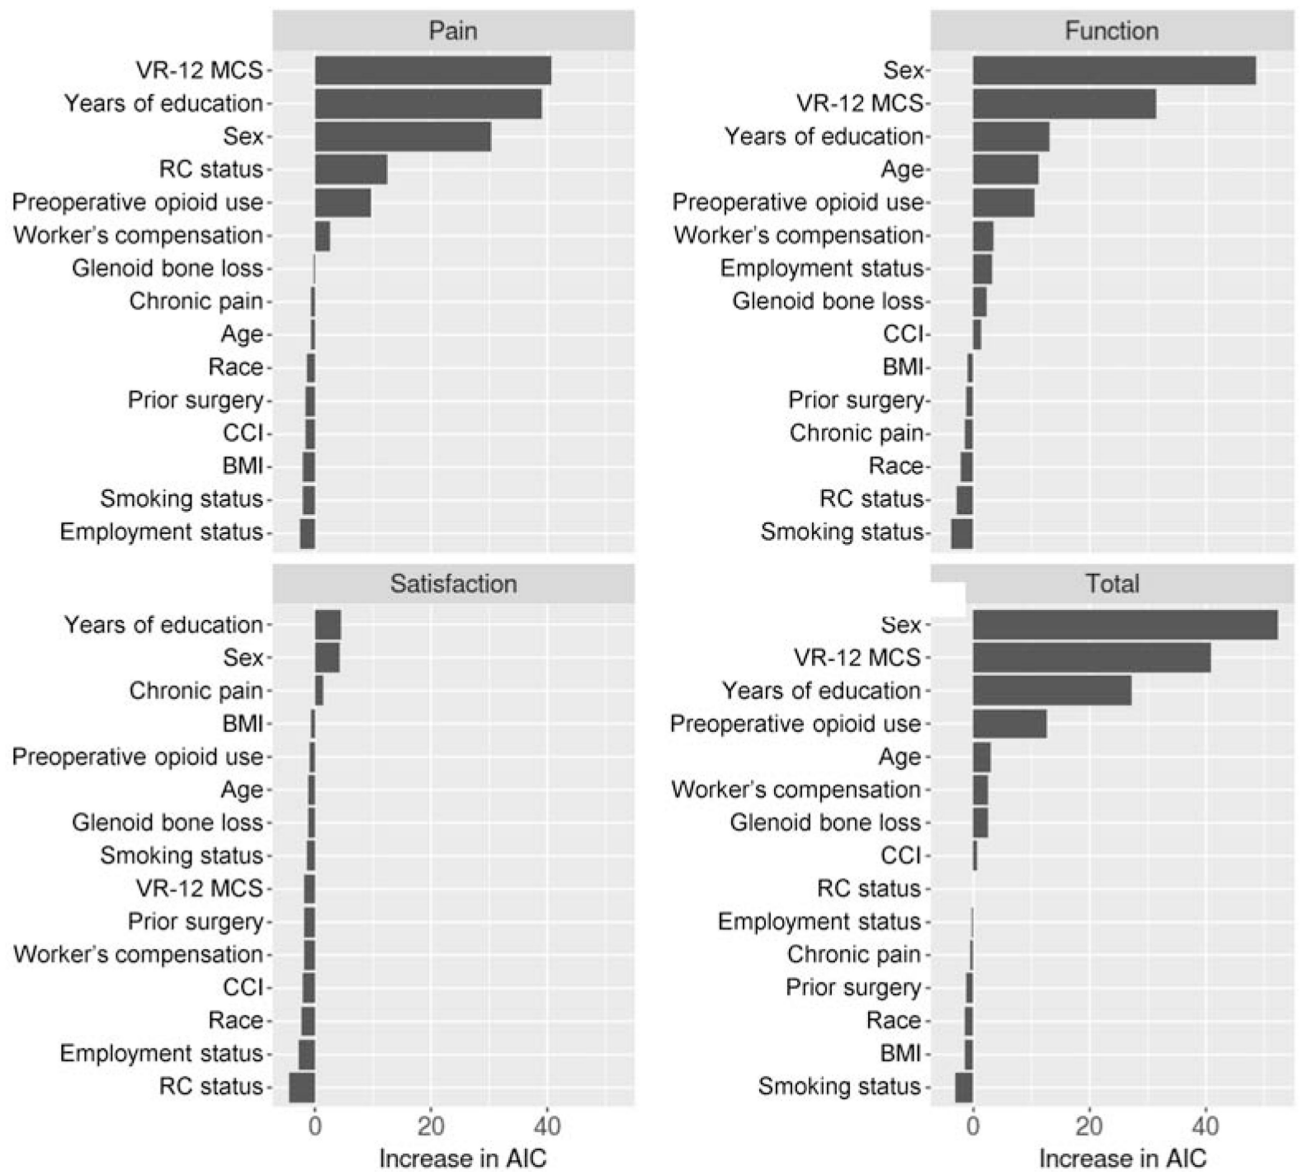 Pain
VR-12 MCS
Years of education
Sex
RC status
Preoperative opioid use
Worker's compensation
Glenoid bone loss
Chronic pain
Age
Race
Prior surgery
CCI
BMI
Smoking status
Employment status
Function
Sex
VR-12 MCS
Years of education
Age
Preoperative opioid use
Worker's compensation
Employment status
Glenoid bone loss
CCI
BMI
Prior surgery
Chronic pain
Race
RC status
Smoking status
Satisfaction
Years of education
Sex
Chronic pain
BMI
Preoperative opioid use
Age
Glenoid bone loss
Smoking status
VR-12 MCS
Prior surgery
Worker's compensation
CCI
Race
Employment status
RC status
0 20 40
Increase in AIC
Total
Sex
VR-12 MCS
Years of education
Preoperative opioid use
Age
Worker's compensation
Glenoid bone loss
CCI
RC status
Employment status
Chronic pain
Prior surgery
Race
BMI
Smoking status
0 20 40
Increase in AIC